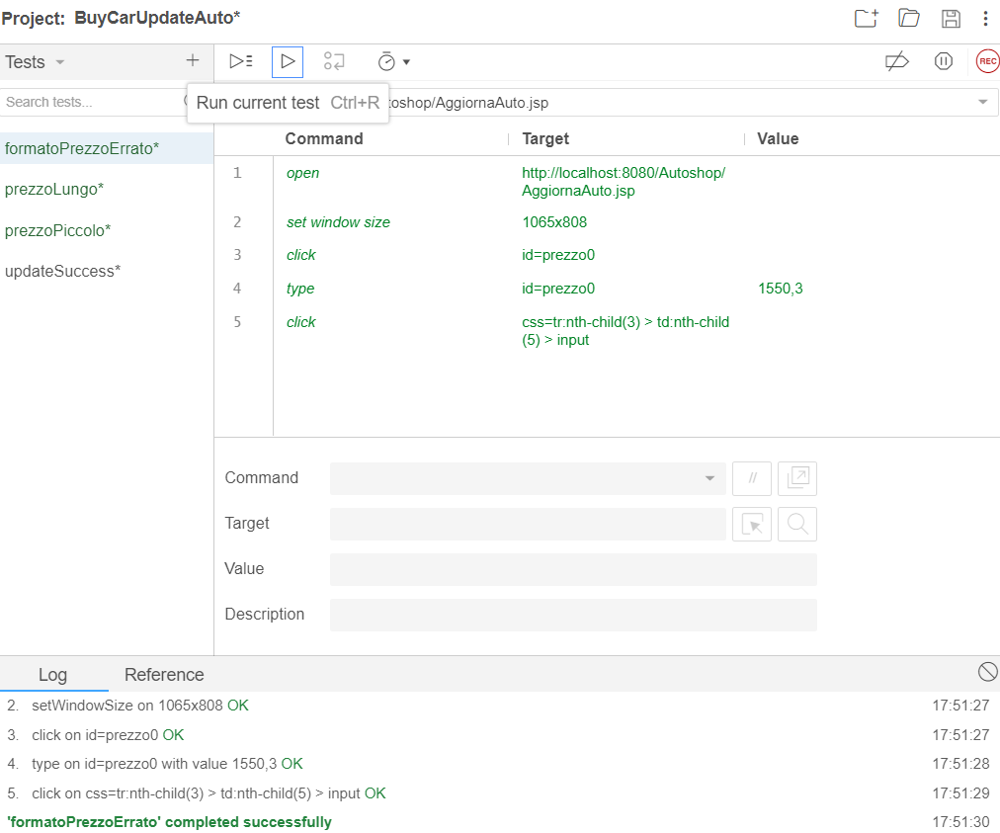 Project: BuyCarUpdateAuto*
Tests
REC
Search tests...
Run current test Ctrl+R
toshop/AggiornaAuto.jsp
Command Target Value
formatoPrezzoErrato*
prezzoLungo*
prezzoPiccolo*
updateSuccess*
1 open http://localhost:8080/Autoshop/
AggiornaAuto.jsp
2 set window size 1065x808
3 click id=prezzo0
4 type id=prezzo0 1550,3
5 click css=tr:nth-child(3) > td:nth-child
(5) > input
Command //
Target
Value
Description
Log Reference
2. setWindowSize on 1065x808 OK 17:51:27
3. click on id=prezzo0 OK 17:51:27
4. type on id=prezzo0 with value 1550,3 OK 17:51:28
5. click on css=tr:nth-child(3) > td:nth-child(5) > input OK 17:51:29
'formatoPrezzoErrato' completed successfully 17:51:30